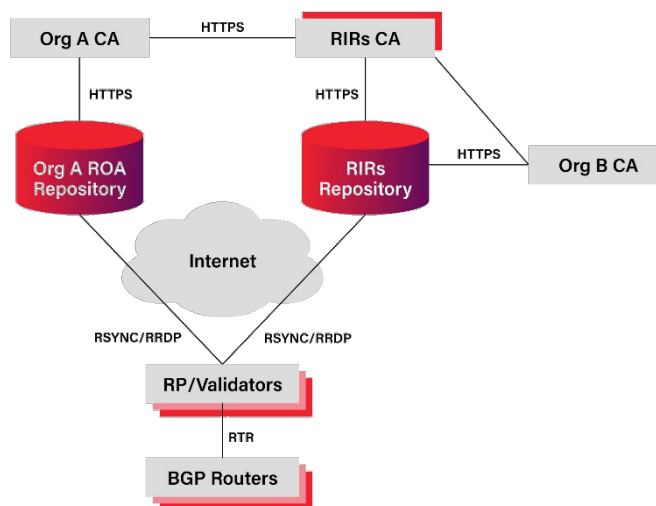 Org A CA
HTTPS
RIRs CA
HTTPS
HTTPS
Org A ROA
Repository
RIRs
Repository
HTTPS
Org B CA
Internet
RSYNC/RRDP
RSYNC/RRDP
RP/Validators
RTR
BGP Routers